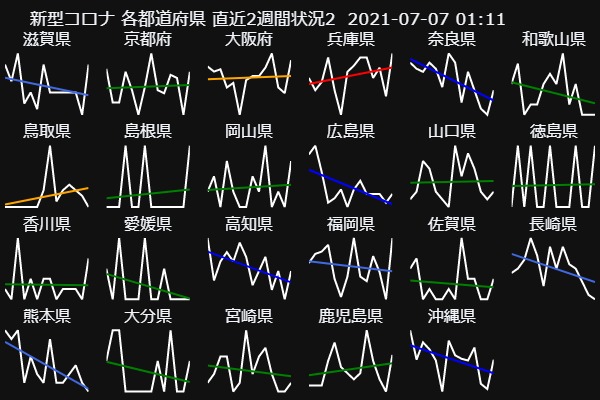 新型コロナ 各都道府県 直近2週間状況2 2021-07-07 01:11
滋賀県 京都府 大阪府 兵庫県 奈良県 和歌山県
鳥取県 島根県 岡山県 広島県 山口県 徳島県
香川県 愛媛県 高知県 福岡県 佐賀県 長崎県
熊本県 大分県 宮崎県 鹿児島県 沖縄県